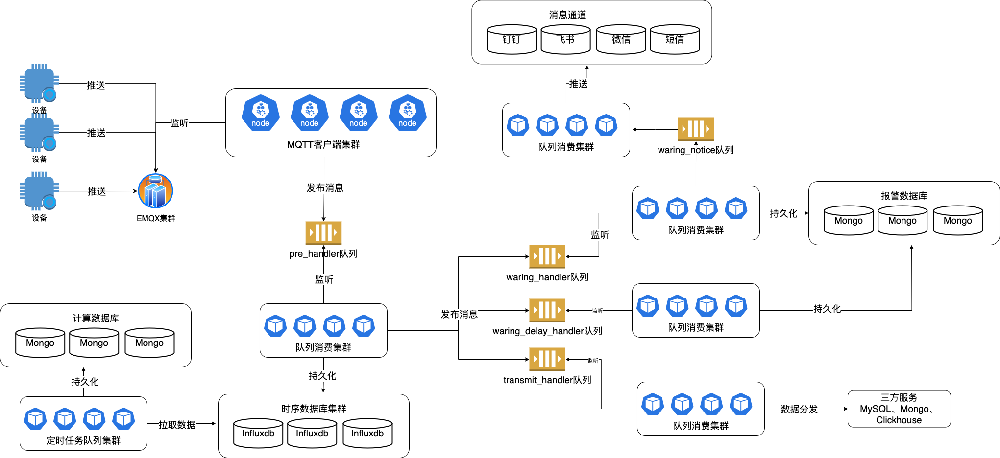 消息通道
钉钉
飞书
微信
短信
推送
队列消费集群
waring_notice队列
设备
推送
设备
推送
设备
推送
EMQX集群
监听
node
node
node
node
MQTT客户端集群
发布消息
pre_handler队列
监听
队列消费集群
持久化
报警数据库
Mongo
Mongo
Mongo
监听
waring_handler队列
发布消息
waring_delay_handler队列
监听
队列消费集群
持久化
transmit_handler队列
监听
队列消费集群
数据分发
三方服务
MySQL、Mongo、
Clickhouse
队列消费集群
持久化
时序数据库集群
Influxdb
Influxdb
Influxdb
计算数据库
Mongo
Mongo
Mongo
持久化
定时任务队列集群
拉取数据